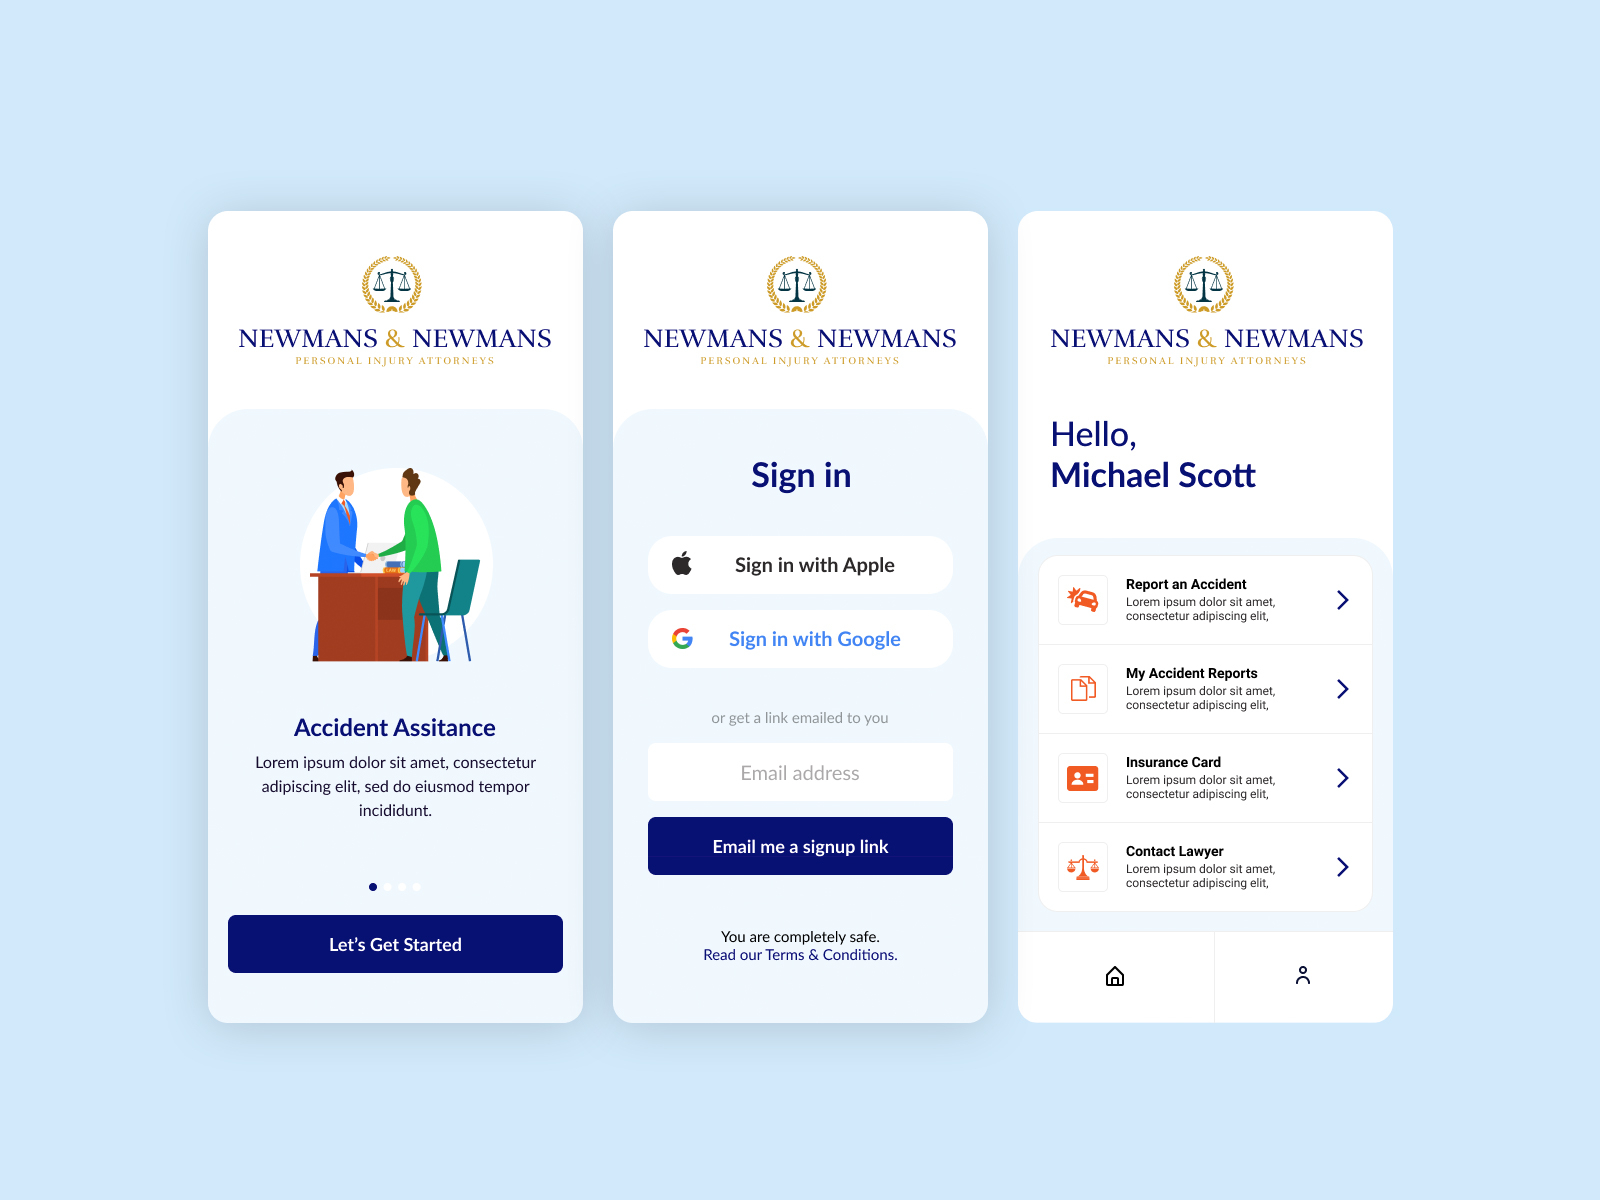 NEWMANS & NEWMANS
PERSONAL INJURY ATTORNEYS
Accident Assitance
Lorem ipsum dolor sit amet, consectetur
adipiscing elit, sed do eiusmod tempor
incididunt.
Let’s Get Started
NEWMANS & NEWMANS
PERSONAL INJURY ATTORNEYS
Sign in
Sign in with Apple
Sign in with Google
or get a link emailed to you
Email address
Email me a signup link
You are completely safe.
Read our Terms & Conditions.
NEWMANS & NEWMANS
PERSONAL INJURY ATTORNEYS
Hello,
Michael Scott
Report an Accident
Lorem ipsum dolor sit amet,
consectetur adipiscing elit,
My Accident Reports
Lorem ipsum dolor sit amet,
consectetur adipiscing elit,
Insurance Card
Lorem ipsum dolor sit amet,
consectetur adipiscing elit,
Contact Lawyer
Lorem ipsum dolor sit amet,
consectetur adipiscing elit,